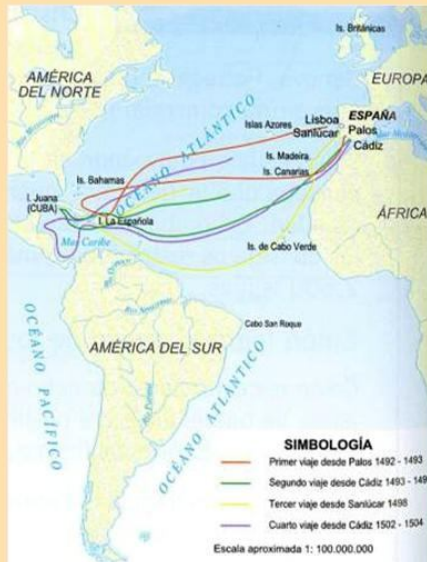 Is. Británicas
AMÉRICA
DEL NORTE
EUROPA
OCÉANO ATLÁNTICO
Islas Azores
Lisboa
ESPAÑA
Sanlúcar
Palos
Cádiz
Is. Madeira
Is. Bahamas
Is. Canarias
I. Juana
(CUBA)
I. La Española
ÁFRICA
Mar Caribe
Is. de Cabo Verde
Cabo San Roque
AMÉRICA DEL SUR
OCÉANO PACÍFICO
OCÉANO ATLÁNTICO
SIMBOLOGÍA
Primer viaje desde Palos 1492 - 1493
Segundo viaje desde Cádiz 1493 - 149
Tercer viaje desde Sanlúcar 1498
Cuarto viaje desde Cádiz 1502 - 1504
Escala aproximada 1: 100.000.000